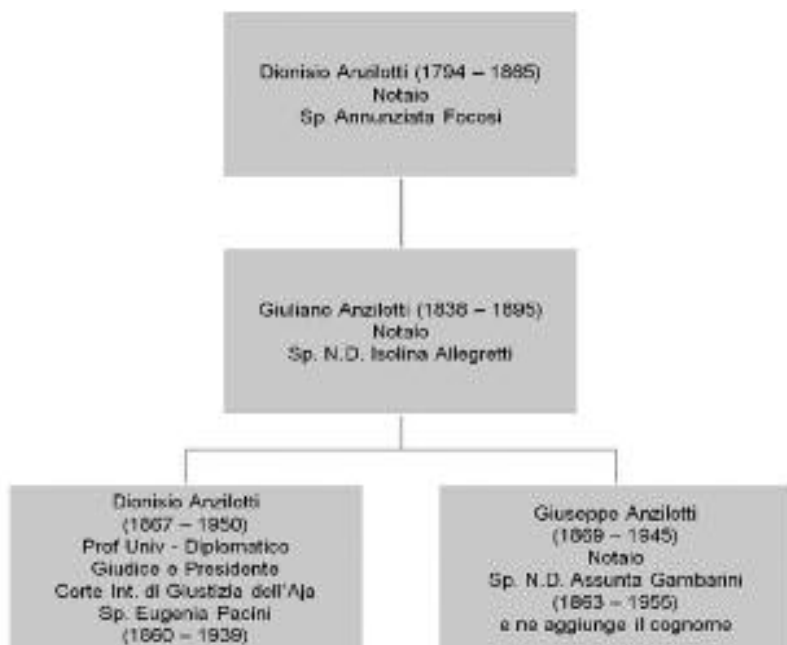 Dionisio Anzilotti (1794 – 1885)
Notaio
Sp. Annunziata Focosi
Giuliano Anzilotti (1838 – 1895)
Notaio
Sp. N.D. Isolina Allegretti
Dionisio Anzilotti
(1867 – 1950)
Prof Univ - Diplomatico
Giudice e Presidente
Corte Int. di Giustizia dell'Aja
Sp. Eugenia Pacini
(1860 – 1939)
Giuseppe Anzilotti
(1869 – 1945)
Notaio
Sp. N.D. Assunta Gambarini
(1863 – 1955)
e ne aggiunge il cognome